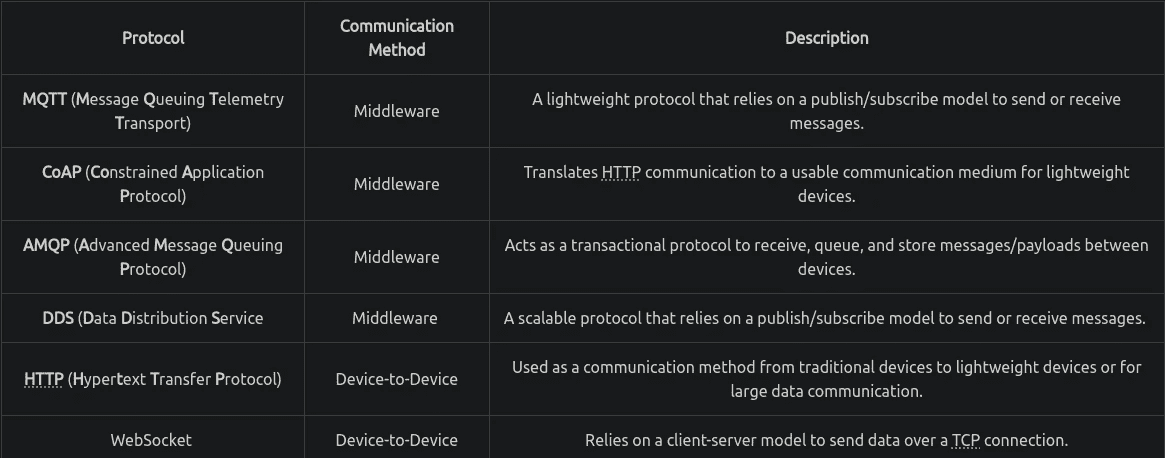 Protocol
Communication
Method
Description
MQTT (Message Queuing Telemetry
Transport)
Middleware
A lightweight protocol that relies on a publish/subscribe model to send or receive
messages.
CoAP (Constrained Application
Protocol)
Middleware
Translates HTTP communication to a usable communication medium for lightweight
devices.
AMQP (Advanced Message Queuing
Protocol)
Middleware
Acts as a transactional protocol to receive, queue, and store messages/payloads between
devices.
DDS (Data Distribution Service
Middleware
A scalable protocol that relies on a publish/subscribe model to send or receive messages.
HTTP (Hypertext Transfer Protocol)
Device-to-Device
Used as a communication method from traditional devices to lightweight devices or for
large data communication.
WebSocket
Device-to-Device
Relies on a client-server model to send data over a TCP connection.